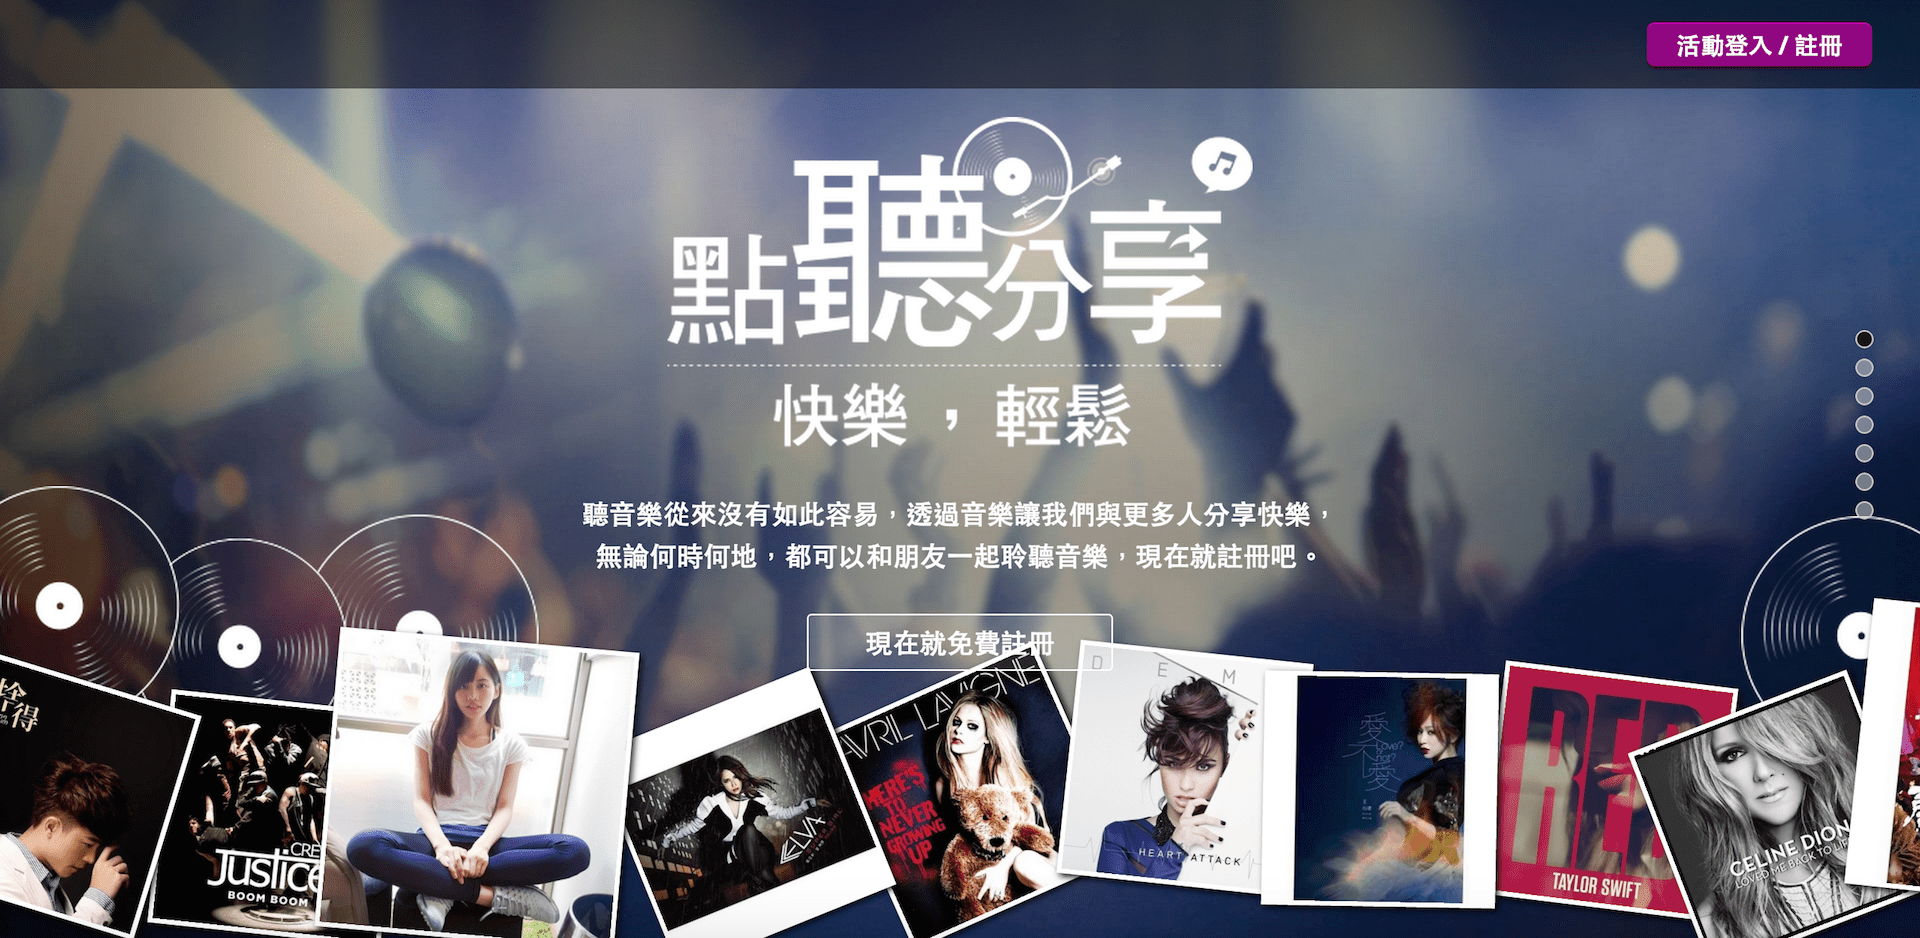 活動登入 / 註冊
點聽分享
快樂，輕鬆
聽音樂從來沒有如此容易，透過音樂讓我們與更多人分享快樂，
無論何時何地，都可以和朋友一起聆聽音樂，現在就註冊吧。
現在就免費註冊
捨得
CRE
Justice
BOOM BOOM
ELVA
AVRIL LAVIGNE
HERE'S
TO
NEVER
GROWING
UP
D E M
HEART ATTACK
愛不愛
Love?
RED
TAYLOR SWIFT
CELINE DION
LOVED ME BACK TO LIFE